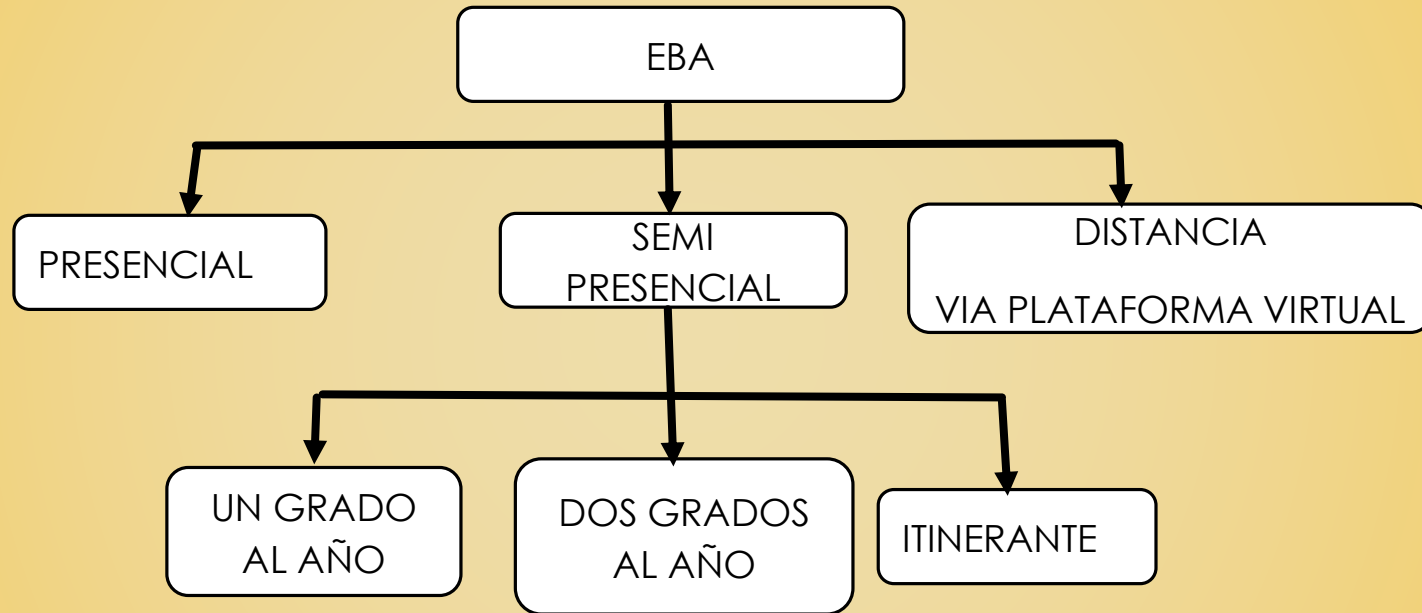 EBA
PRESENCIAL
SEMI
PRESENCIAL
DISTANCIA
VIA PLATAFORMA VIRTUAL
UN GRADO
AL AÑO
DOS GRADOS
AL AÑO
ITINERANTE